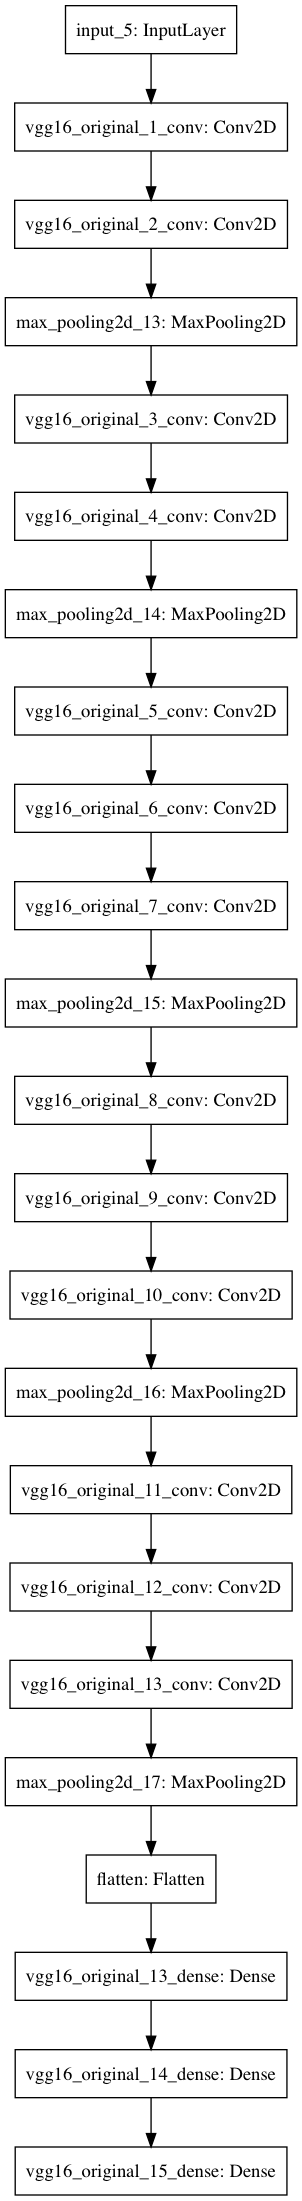 input_5: InputLayer
vgg16_original_1_conv: Conv2D
vgg16_original_2_conv: Conv2D
max_pooling2d_13: MaxPooling2D
vgg16_original_3_conv: Conv2D
vgg16_original_4_conv: Conv2D
max_pooling2d_14: MaxPooling2D
vgg16_original_5_conv: Conv2D
vgg16_original_6_conv: Conv2D
vgg16_original_7_conv: Conv2D
max_pooling2d_15: MaxPooling2D
vgg16_original_8_conv: Conv2D
vgg16_original_9_conv: Conv2D
vgg16_original_10_conv: Conv2D
max_pooling2d_16: MaxPooling2D
vgg16_original_11_conv: Conv2D
vgg16_original_12_conv: Conv2D
vgg16_original_13_conv: Conv2D
max_pooling2d_17: MaxPooling2D
flatten: Flatten
vgg16_original_13_dense: Dense
vgg16_original_14_dense: Dense
vgg16_original_15_dense: Dense